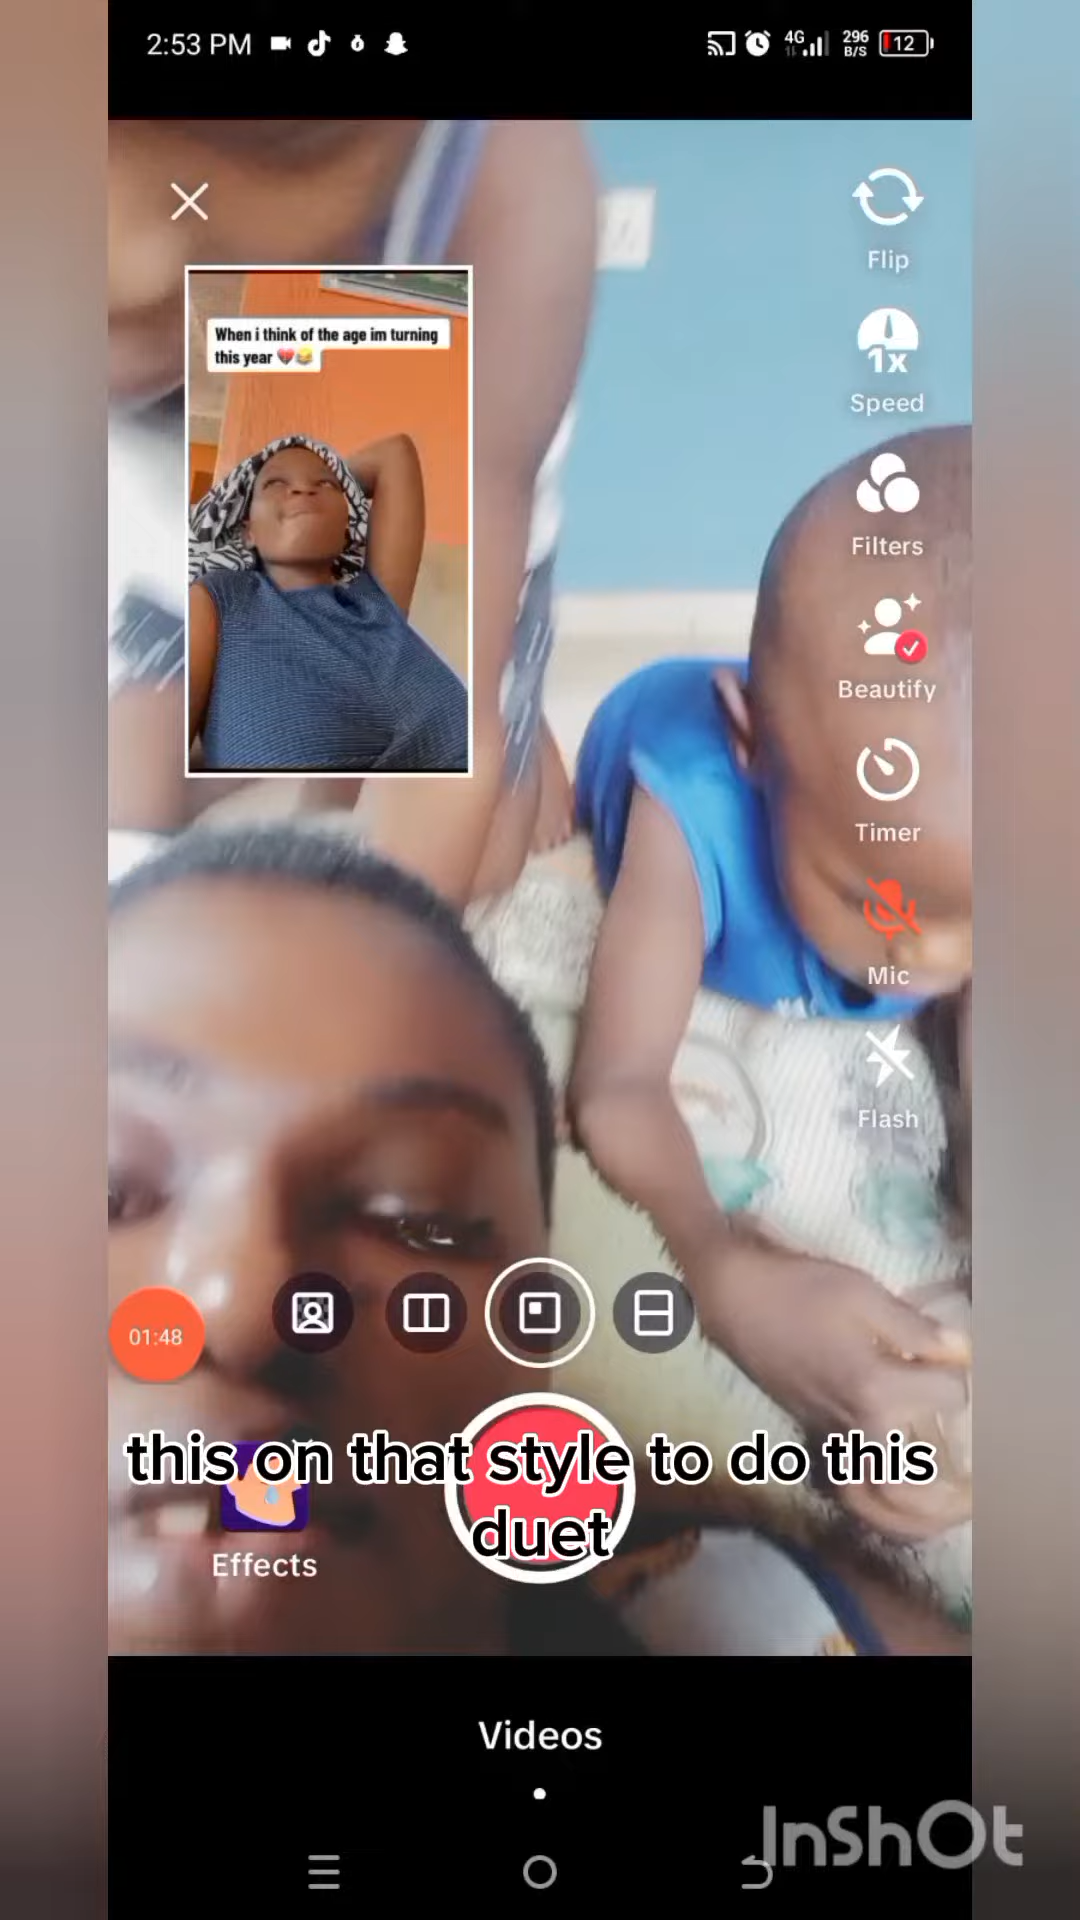 2:53 PM
4G
296
B/S
12
Flip
When i think of the age im turning
this year 💔😂
1x
Speed
Filters
Beautify
Timer
Mic
Flash
01:48
this on that style to do this
duet
Effects
Videos
InShOt